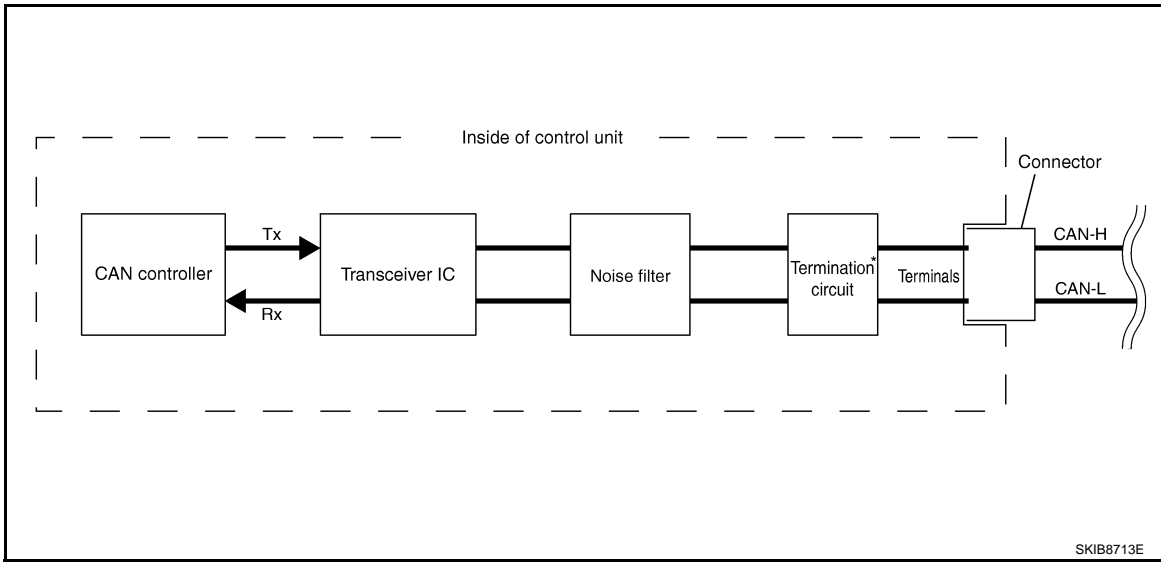 Inside of control unit
Connector
CAN controller
Tx
Rx
Transceiver IC
Noise filter
Termination*
circuit
Terminals
CAN-H
CAN-L
SKIB8713E